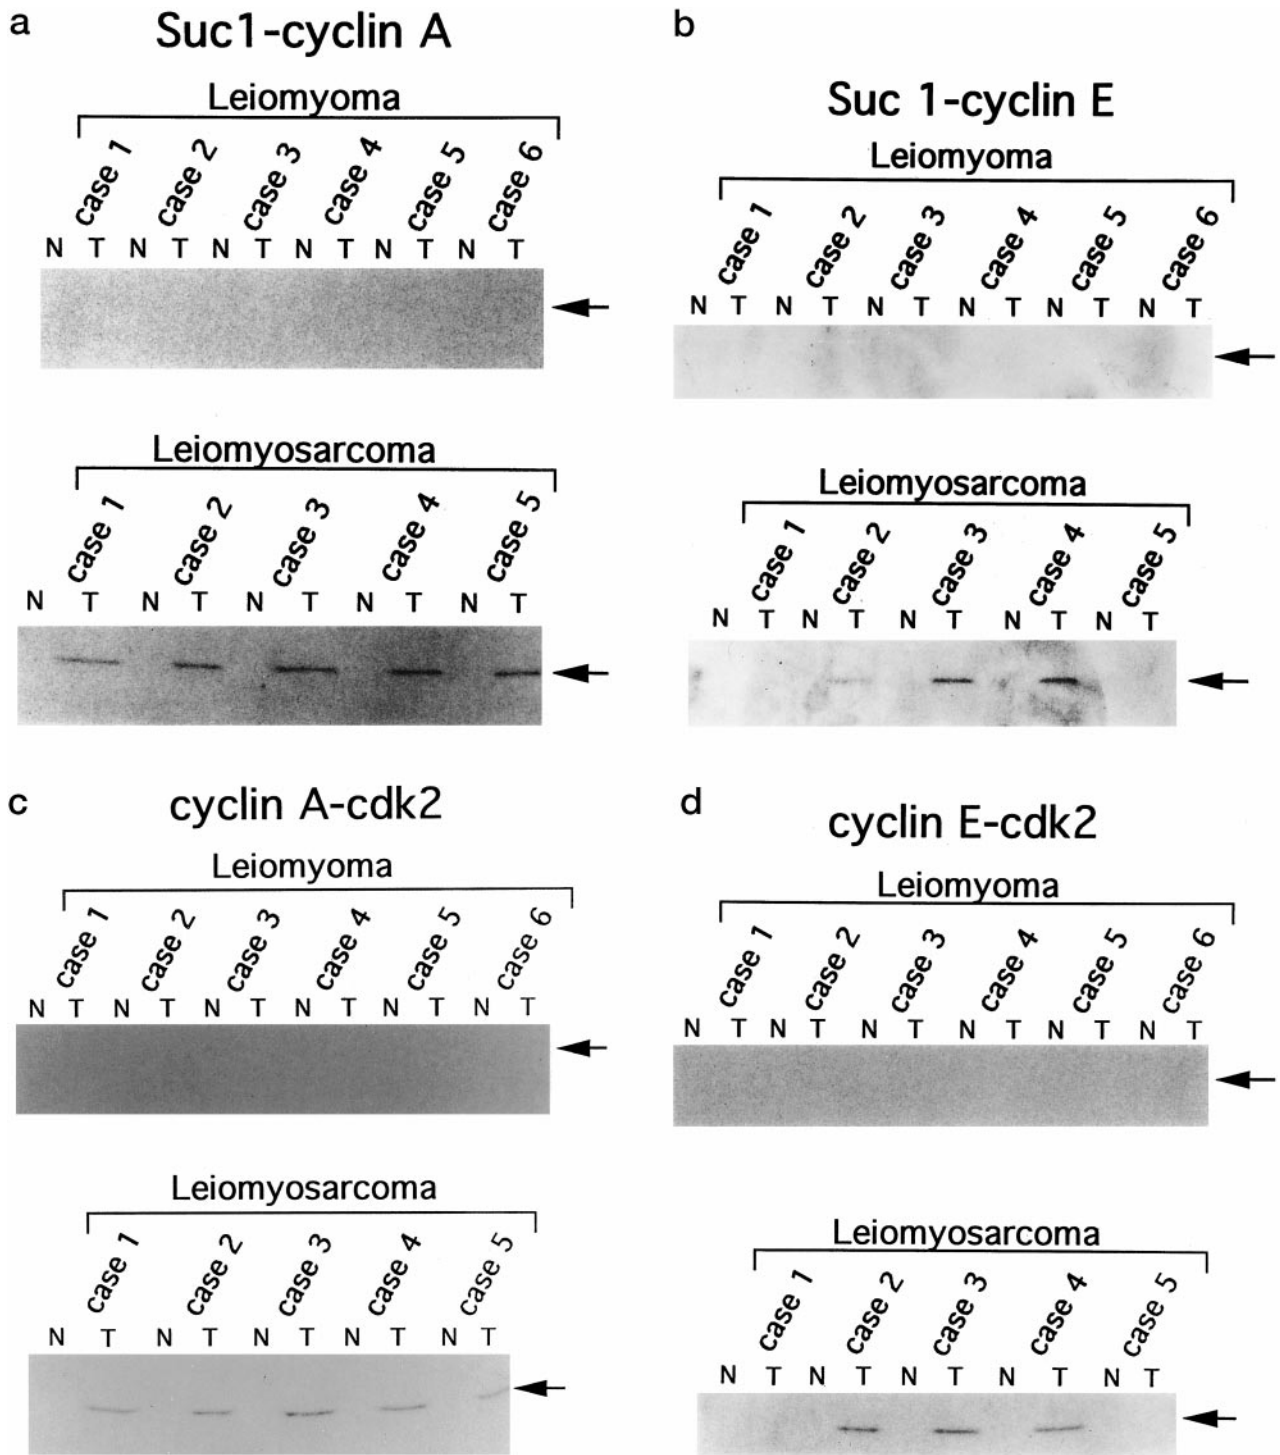 a
Suc1-cyclin A
Leiomyoma
case 1 case 2 case 3 case 4 case 5 case 6
N T N T N T N T N T N T
Leiomyosarcoma
case 1 case 2 case 3 case 4 case 5
N T N T N T N T N T
b
Suc 1-cyclin E
Leiomyoma
case 1 case 2 case 3 case 4 case 5 case 6
N T N T N T N T N T N T
Leiomyosarcoma
case 1 case 2 case 3 case 4 case 5
N T N T N T N T N T
c
cyclin A-cdk2
Leiomyoma
case 1 case 2 case 3 case 4 case 5 case 6
N T N T N T N T N T N T
Leiomyosarcoma
case 1 case 2 case 3 case 4 case 5
N T N T N T N T N T
d
cyclin E-cdk2
Leiomyoma
case 1 case 2 case 3 case 4 case 5 case 6
N T N T N T N T N T N T
Leiomyosarcoma
case 1 case 2 case 3 case 4 case 5
N T N T N T N T N T